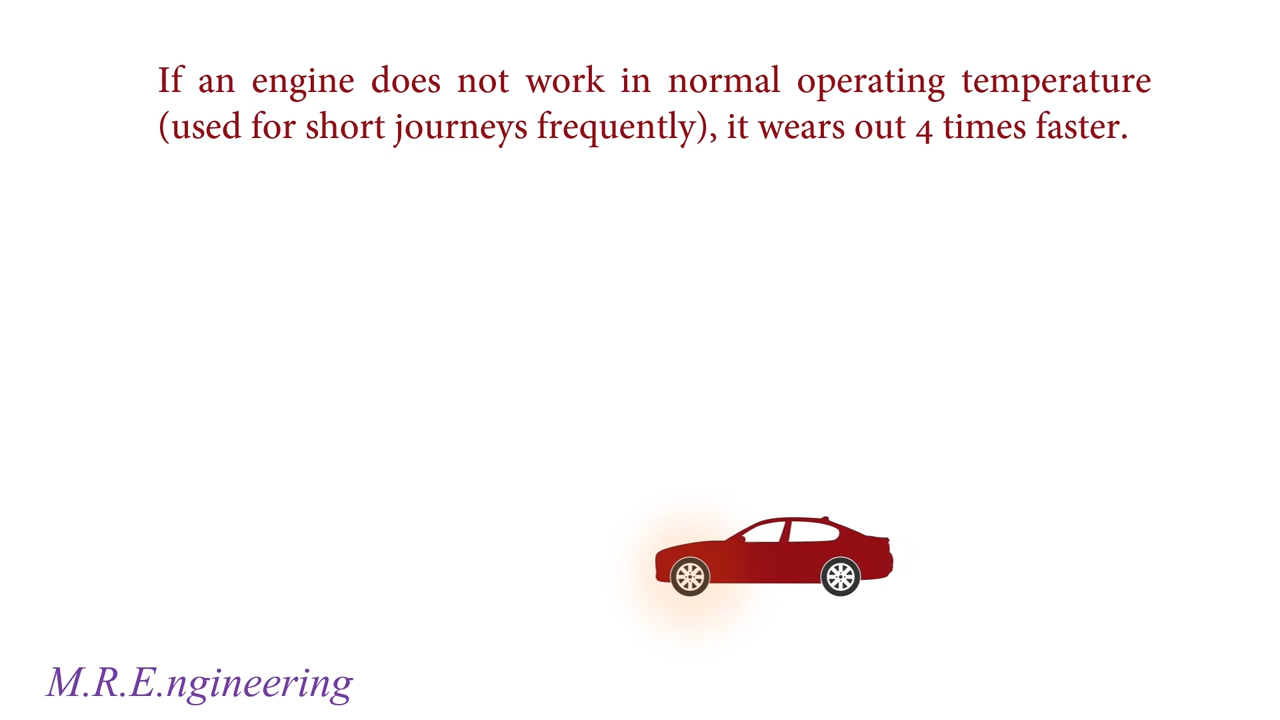 If an engine does not work in normal operating temperature
(used for short journeys frequently), it wears out 4 times faster.
M.R.E.ngineering